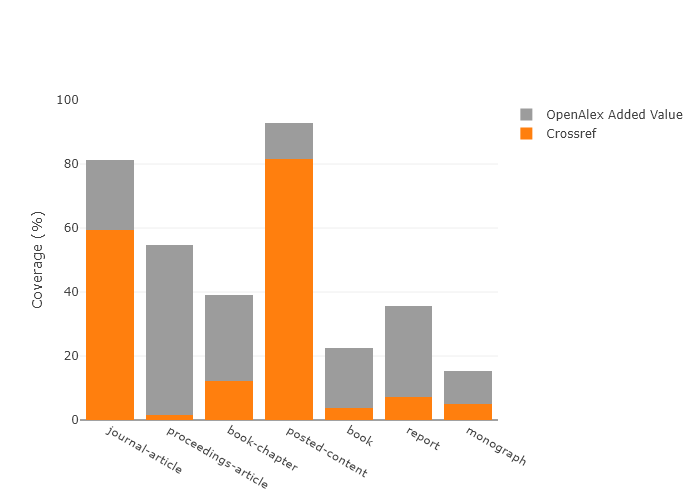 100
80
60
40
20
0
Coverage (%)
journal-article
proceedings-article
book-chapter
posted-content
book
report
monograph
OpenAlex Added Value
Crossref